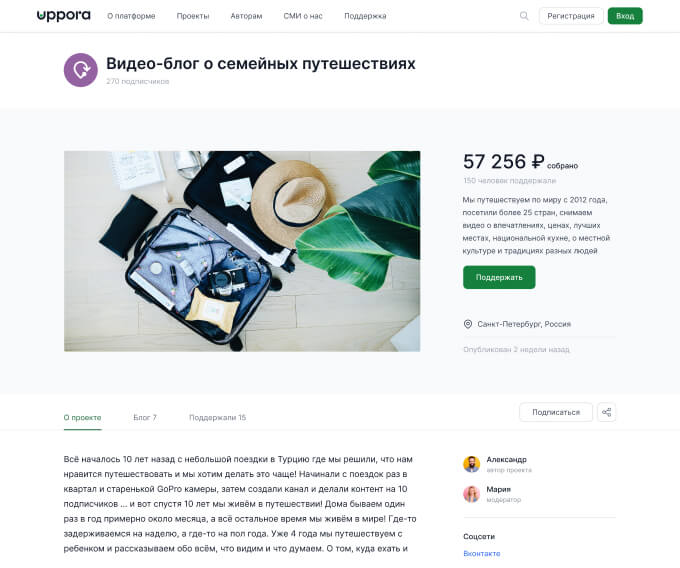 uppora
О платформе
Проекты
Авторам
СМИ о нас
Поддержка
Регистрация
Вход
Видео-блог о семейных путешествиях
270 подписчиков
57 256 ₽ собрано
150 человек поддержали
Мы путешествуем по миру с 2012 года,
посетили более 25 стран, снимаем
видео о впечатлениях, ценах, лучших
местах, национальной кухне, о местной
культуре и традициях разных людей
Поддержать
Санкт-Петербург, Россия
Опубликован 2 недели назад
О проекте
Блог 7
Поддержали 15
Подписаться
Всё началось 10 лет назад с небольшой поездки в Турцию где мы решили, что нам
нравится путешествовать и мы хотим делать это чаще! Начинали с поездок раз в
квартал и старенькой GoPro камеры, затем создали канал и делали контент на 10
подписчиков ... и вот спустя 10 лет мы живём в путешествии! Дома бываем один
раз в год примерно около месяца, а всё остальное время мы живём в мире! Где-то
задерживаемся на наделю, а где-то на пол года. Уже 4 года мы путешествуем с
ребенком и рассказываем обо всём, что видим и что думаем. О том, куда ехать и
Александр
автор проекта
Мария
модератор
Соцсети
Вконтакте